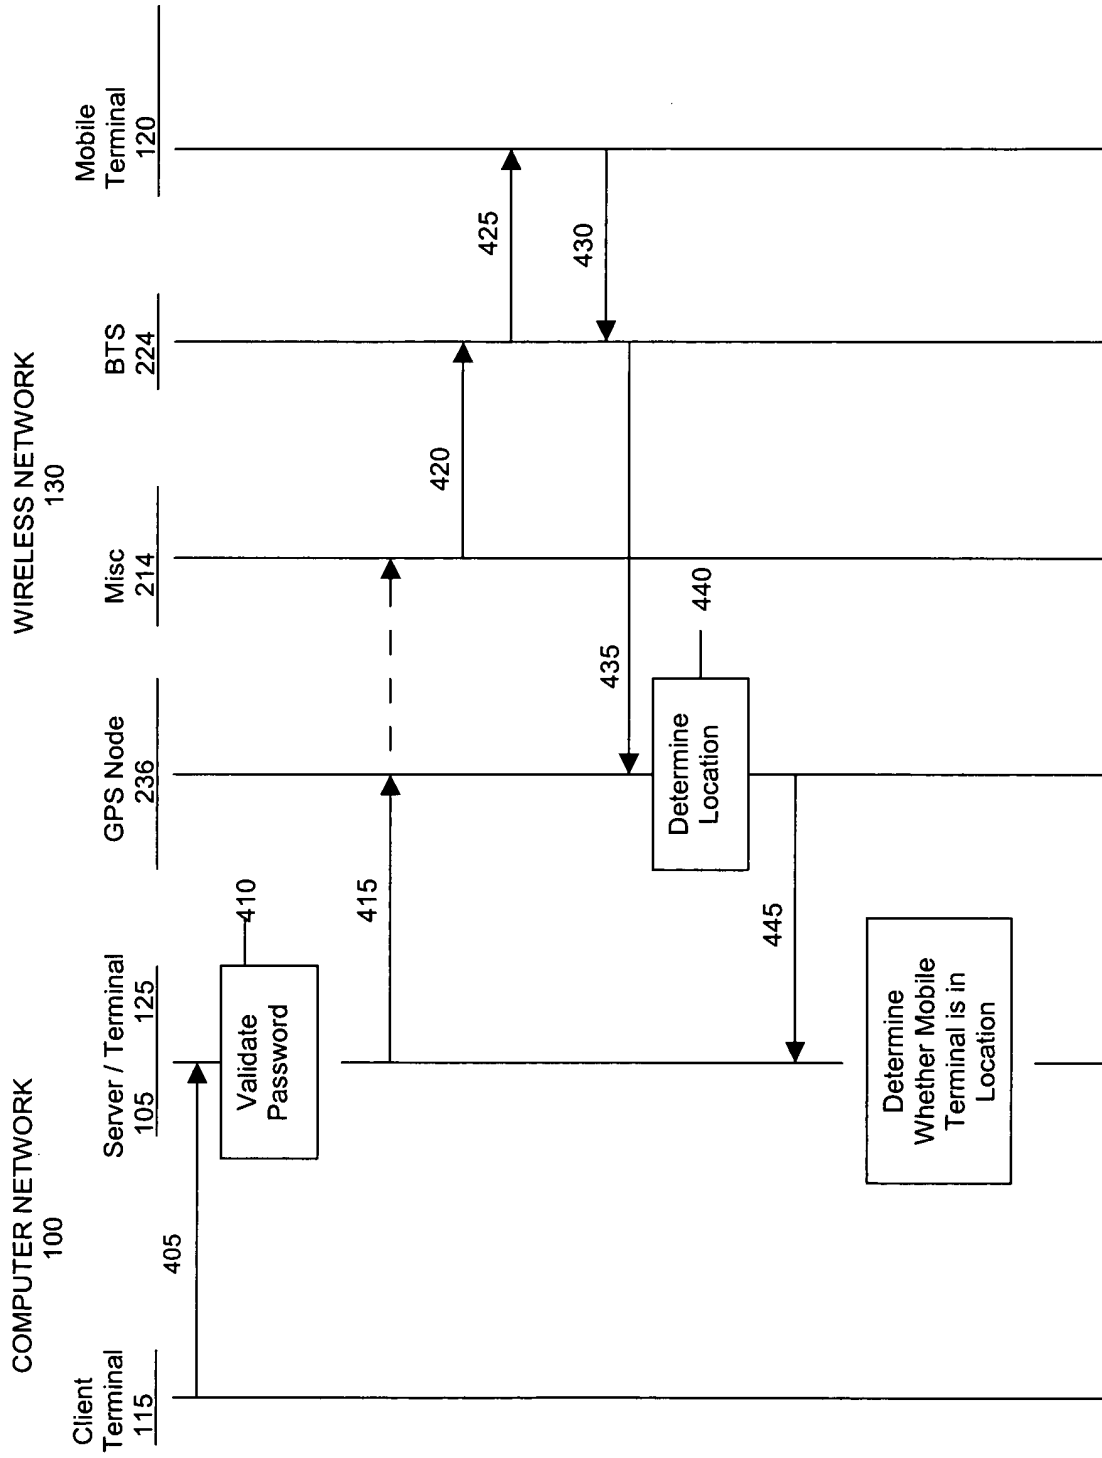 COMPUTER NETWORK
100
WIRELESS NETWORK
130
Client
Terminal
115
Server / Terminal
105 125
GPS Node
236
Misc
214
BTS
224
Mobile
Terminal
120
405
Validate
Password
410
415
420
425
430
435
Determine
Location
440
445
Determine
Whether Mobile
Terminal is in
Location